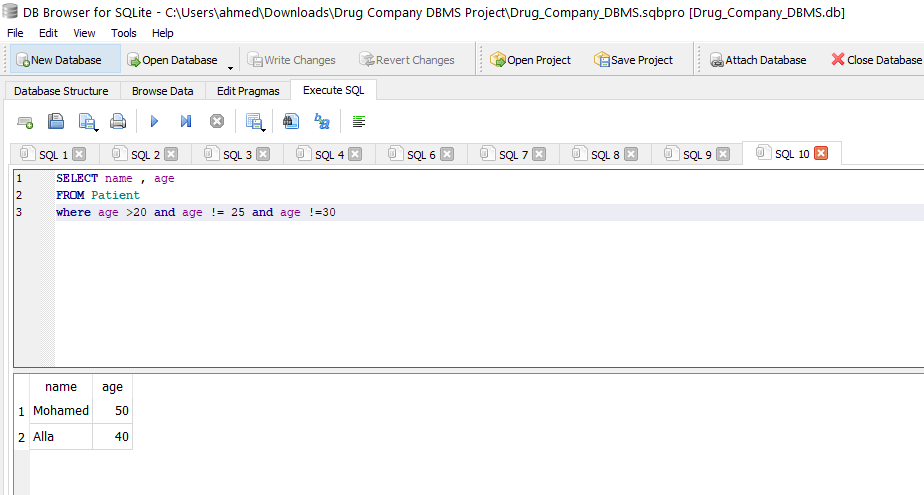 DB Browser for SQLite - C:\Users\ahmed\Downloads\Drug Company DBMS Project\Drug_Company_DBMS.sqbpro [Drug_Company_DBMS.db]
File Edit View Tools Help
New Database Open Database Write Changes Revert Changes Open Project Save Project Attach Database Close Database
Database Structure Browse Data Edit Pragmas Execute SQL
SQL 1 SQL 2 SQL 3 SQL 4 SQL 6 SQL 7 SQL 8 SQL 9 SQL 10
1 SELECT name , age
2 FROM Patient
3 where age >20 and age != 25 and age !=30
name age
1 Mohamed 50
2 Alla 40